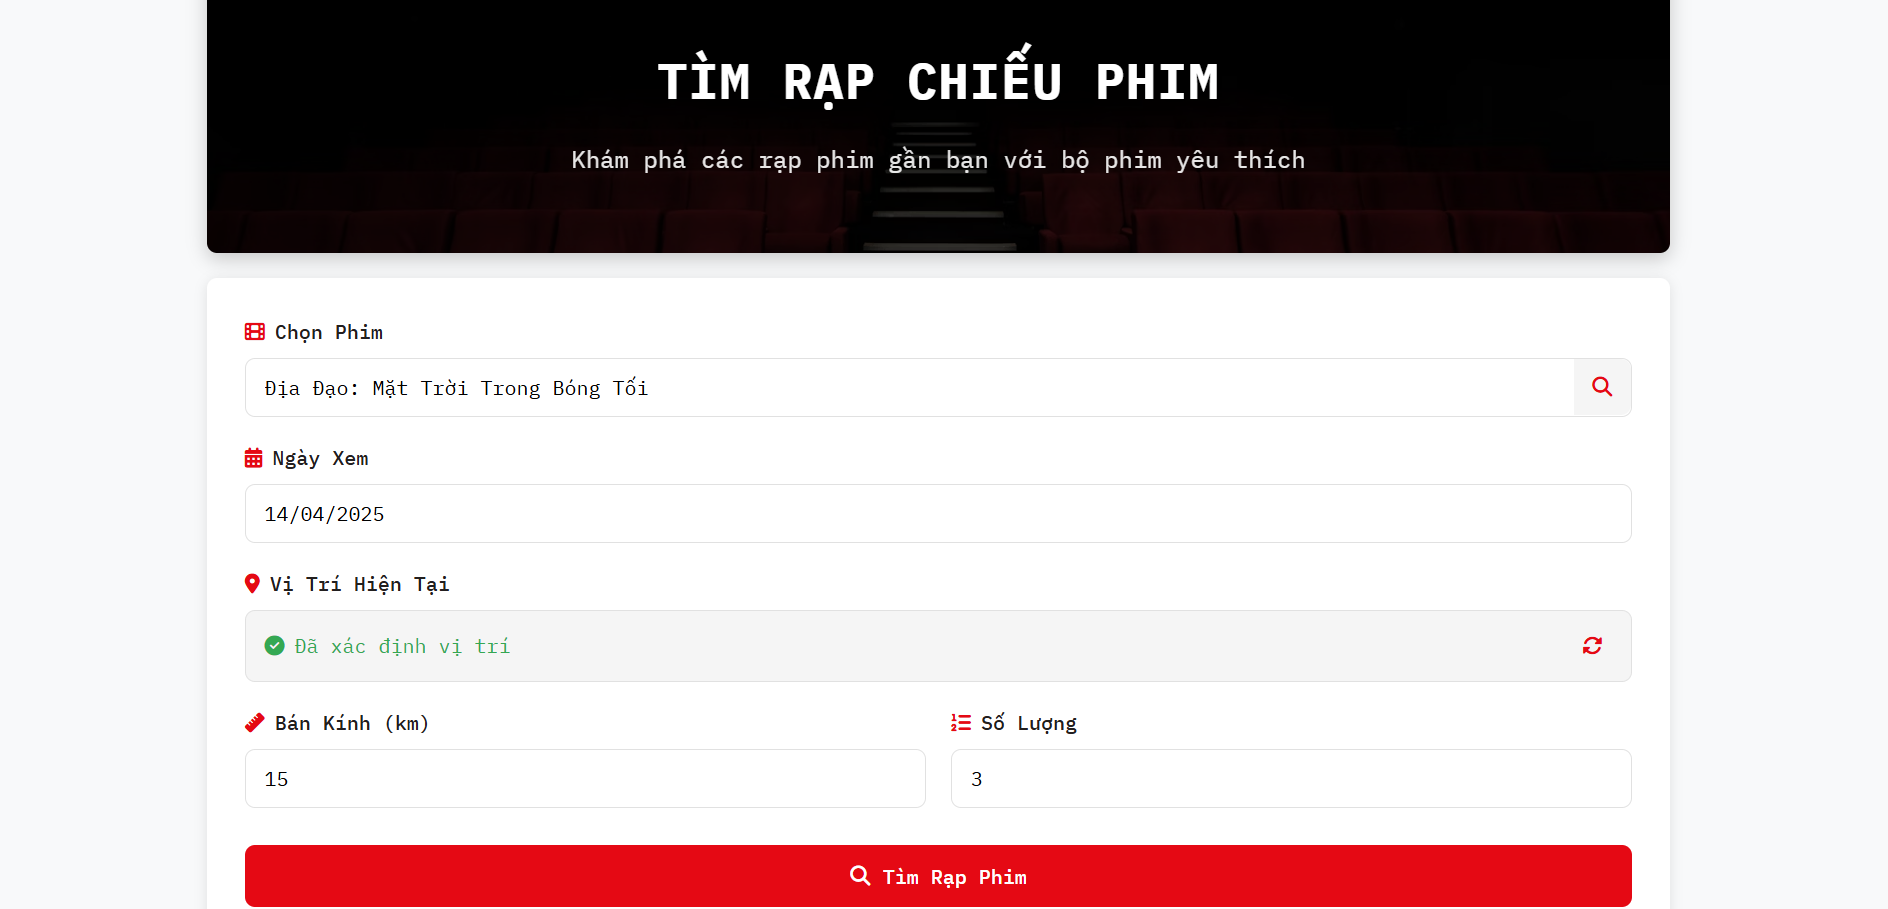 TÌM RẠP CHIẾU PHIM
Khám phá các rạp phim gần bạn với bộ phim yêu thích
Chọn Phim
Địa Đạo: Mặt Trời Trong Bóng Tối
Ngày Xem
14/04/2025
Vị Trí Hiện Tại
Đã xác định vị trí
Bán Kính (km)
15
Số Lượng
3
Tìm Rạp Phim